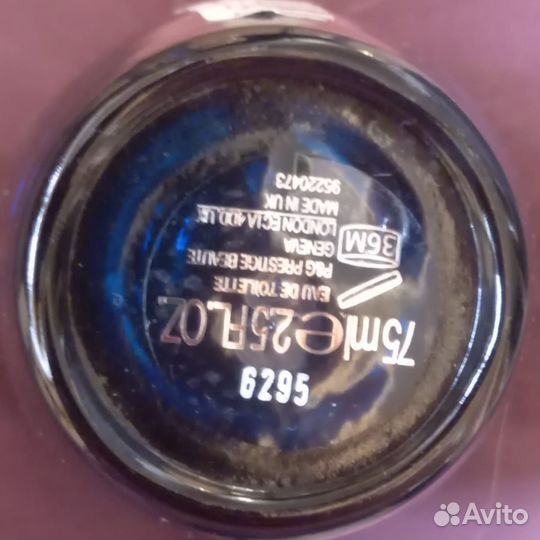 75ml e 2.5FL.OZ.
EAU DE TOILETTE
P&G PRESTIGE BEAUTE
GENEVA
LONDON EC1A 4DD, UK
MADE IN UK
95220473
36M
6295
Avito